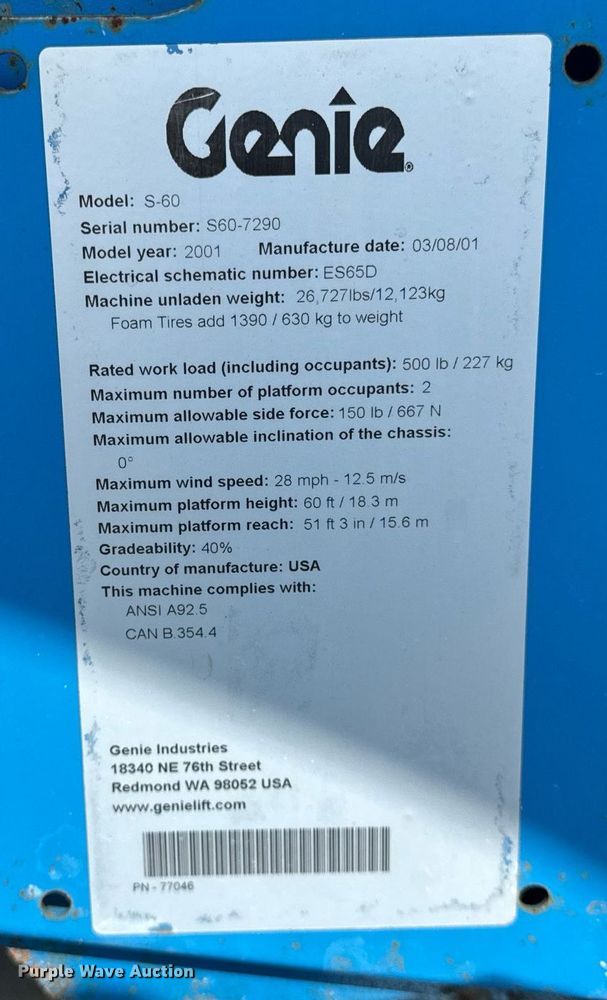 Genie®
Model: S-60
Serial number: S60-7290
Model year: 2001 Manufacture date: 03/08/01
Electrical schematic number: ES65D
Machine unladen weight: 26,727lbs/12,123kg
Foam Tires add 1390 / 630 kg to weight
Rated work load (including occupants): 500 lb / 227 kg
Maximum number of platform occupants: 2
Maximum allowable side force: 150 lb / 667 N
Maximum allowable inclination of the chassis:
0°
Maximum wind speed: 28 mph - 12.5 m/s
Maximum platform height: 60 ft / 18.3 m
Maximum platform reach: 51 ft 3 in / 15.6 m
Gradeability: 40%
Country of manufacture: USA
This machine complies with:
ANSI A92.5
CAN B.354.4
Genie Industries
18340 NE 76th Street
Redmond WA 98052 USA
www.genielift.com
PN - 77046
Purple Wave Auction